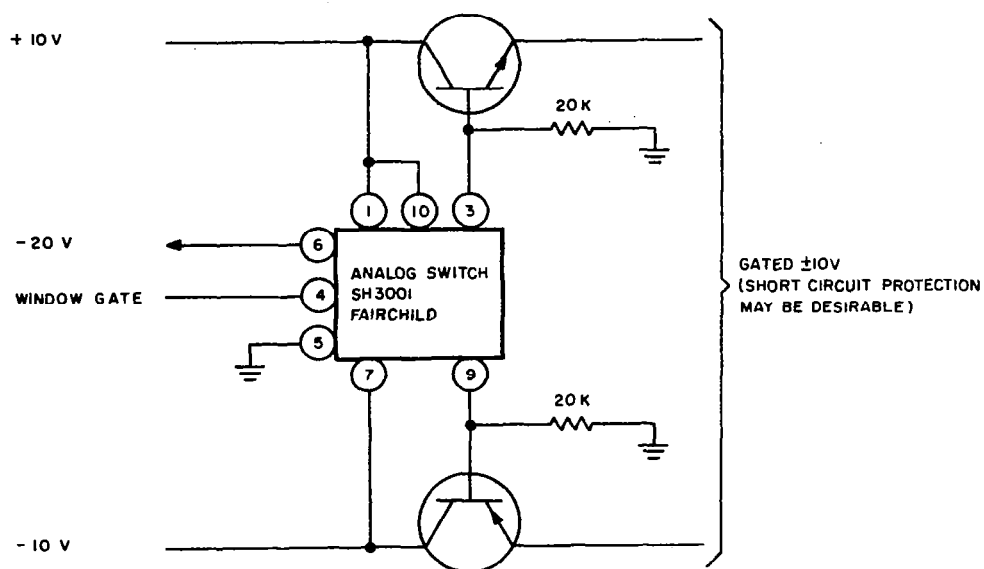 + 10V
20K
1
10
3
- 20 V
6
ANALOG SWITCH
SH3001
FAIRCHILD
WINDOW GATE
4
5
7
9
GATED ±10V
(SHORT CIRCUIT PROTECTION
MAY BE DESIRABLE)
20K
- 10 V